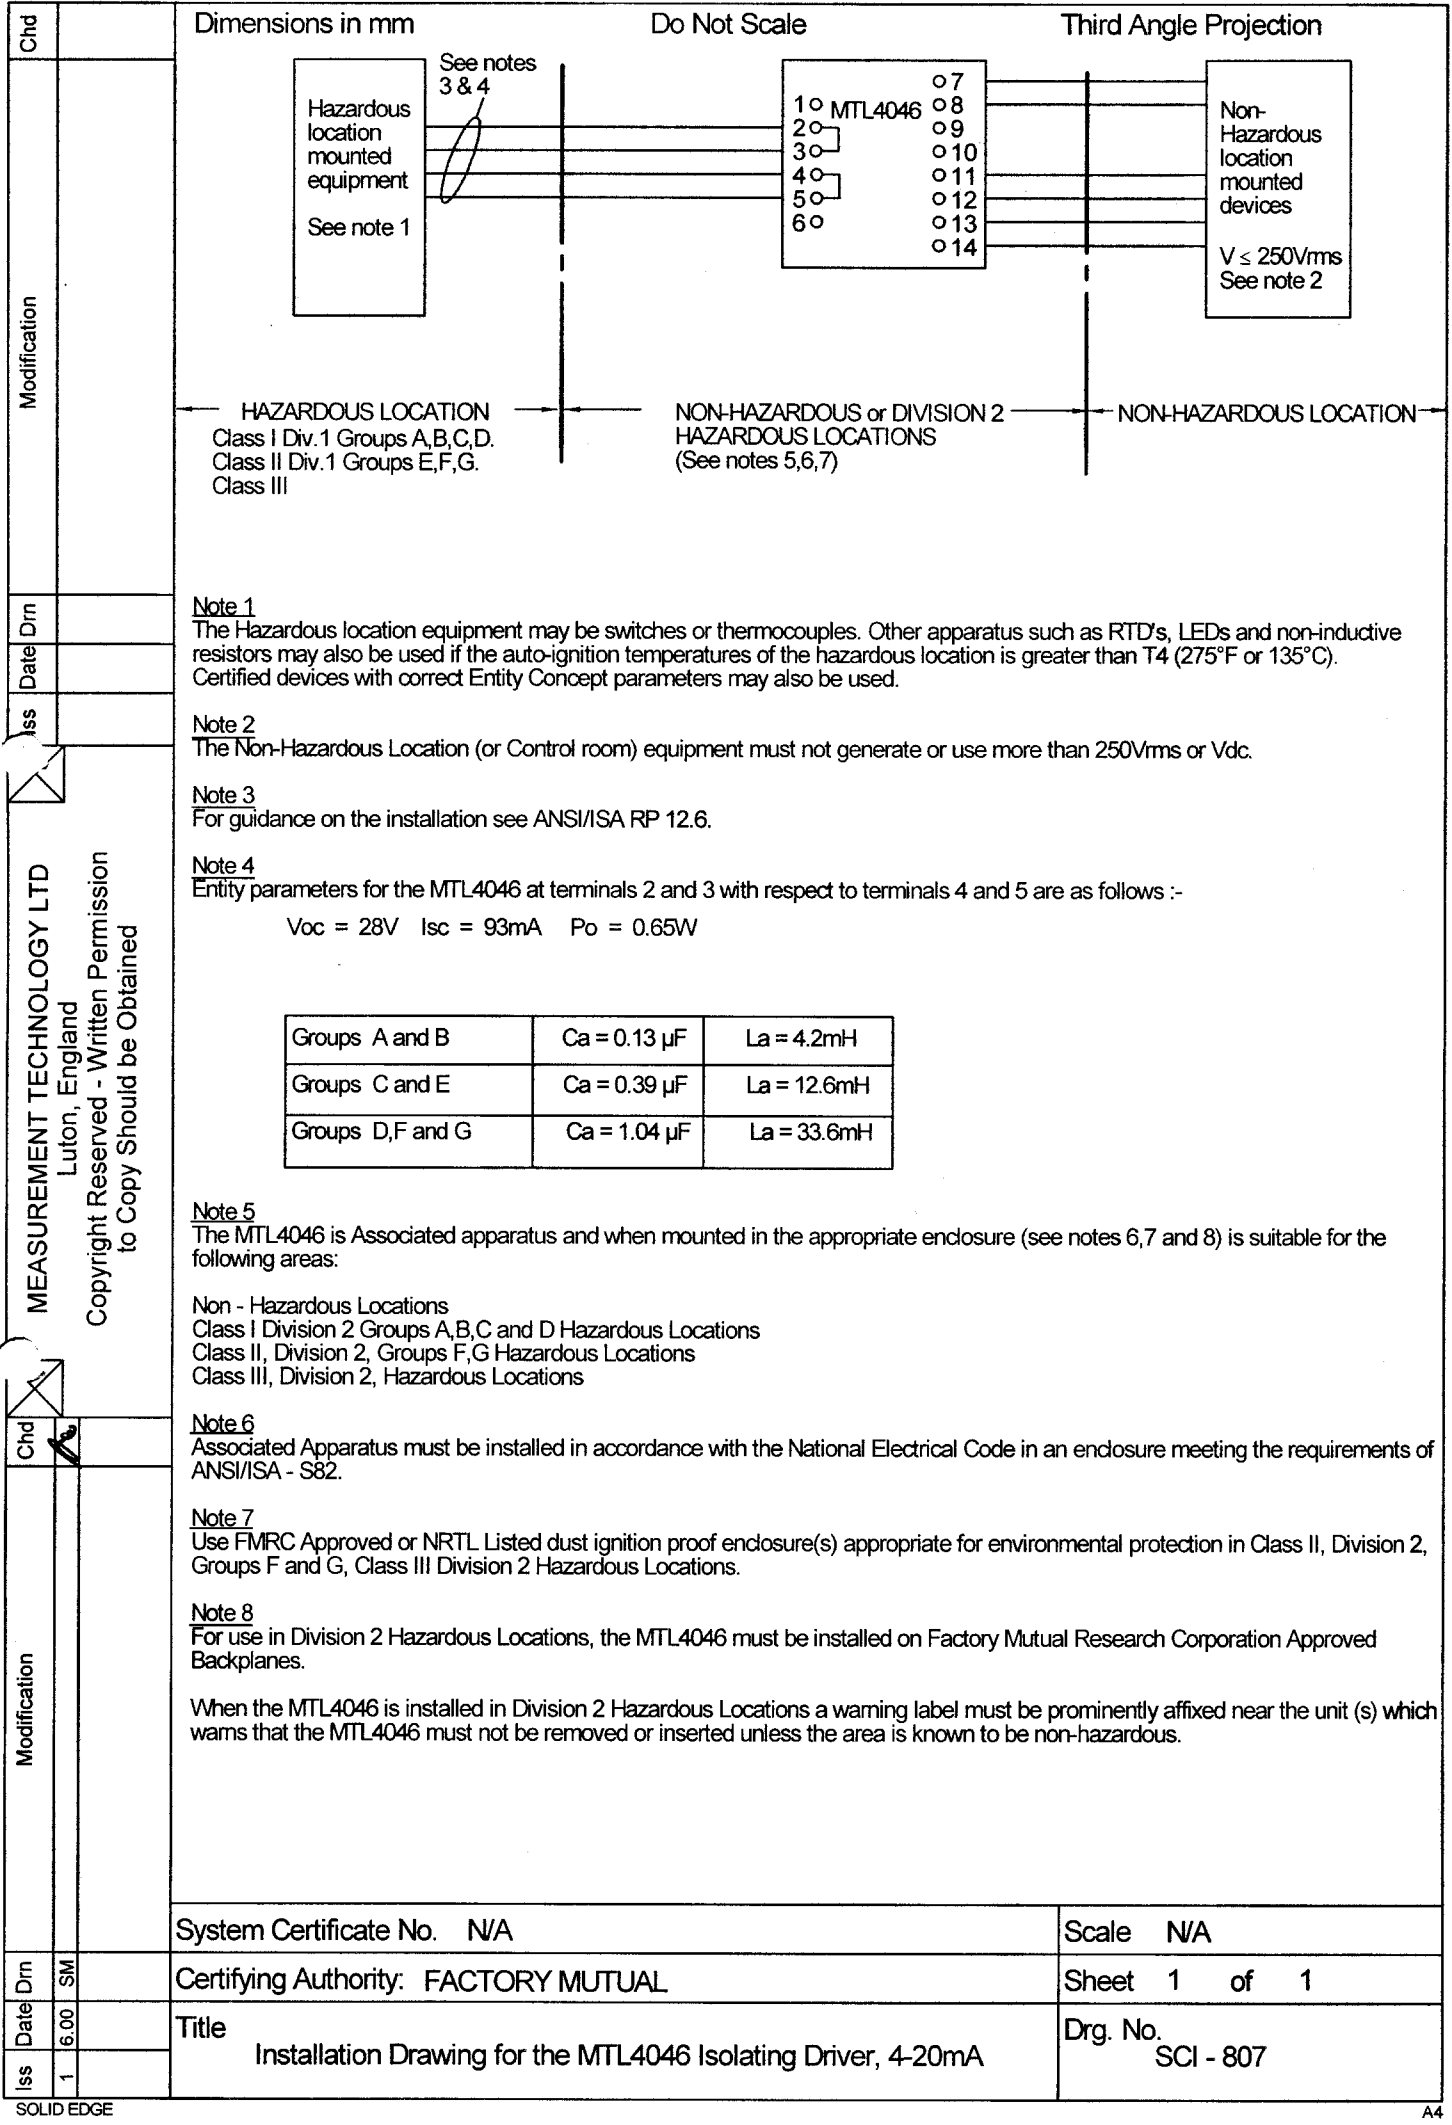 Dimensions in mm
Do Not Scale
Third Angle Projection
See notes
3 & 4
Hazardous
location
mounted
equipment
See note 1
1
2
3
4
5
6
MTL4046
7
8
9
10
11
12
13
14
Non-
Hazardous
location
mounted
devices
V ≤ 250Vrms
See note 2
HAZARDOUS LOCATION
Class I Div.1 Groups A,B,C,D.
Class II Div.1 Groups E,F,G.
Class III
NON-HAZARDOUS or DIVISION 2
HAZARDOUS LOCATIONS
(See notes 5,6,7)
NON-HAZARDOUS LOCATION
Note 1
The Hazardous location equipment may be switches or thermocouples. Other apparatus such as RTD's, LEDs and non-inductive
resistors may also be used if the auto-ignition temperatures of the hazardous location is greater than T4 (275°F or 135°C).
Certified devices with correct Entity Concept parameters may also be used.
Note 2
The Non-Hazardous Location (or Control room) equipment must not generate or use more than 250Vrms or Vdc.
Note 3
For guidance on the installation see ANSI/ISA RP 12.6.
Note 4
Entity parameters for the MTL4046 at terminals 2 and 3 with respect to terminals 4 and 5 are as follows :-
Voc = 28V Isc = 93mA Po = 0.65W
Groups A and B Ca = 0.13 µF La = 4.2mH
Groups C and E Ca = 0.39 µF La = 12.6mH
Groups D,F and G Ca = 1.04 µF La = 33.6mH
Note 5
The MTL4046 is Associated apparatus and when mounted in the appropriate enclosure (see notes 6,7 and 8) is suitable for the
following areas:
Non - Hazardous Locations
Class I Division 2 Groups A,B,C and D Hazardous Locations
Class II, Division 2, Groups F,G Hazardous Locations
Class III, Division 2, Hazardous Locations
Note 6
Associated Apparatus must be installed in accordance with the National Electrical Code in an enclosure meeting the requirements of
ANSI/ISA - S82.
Note 7
Use FMRC Approved or NRTL Listed dust ignition proof enclosure(s) appropriate for environmental protection in Class II, Division 2,
Groups F and G, Class III Division 2 Hazardous Locations.
Note 8
For use in Division 2 Hazardous Locations, the MTL4046 must be installed on Factory Mutual Research Corporation Approved
Backplanes.
When the MTL4046 is installed in Division 2 Hazardous Locations a warning label must be prominently affixed near the unit (s) which
warns that the MTL4046 must not be removed or inserted unless the area is known to be non-hazardous.
System Certificate No. N/A
Scale N/A
Certifying Authority: FACTORY MUTUAL
Sheet 1 of 1
Title
Installation Drawing for the MTL4046 Isolating Driver, 4-20mA
Drg. No.
SCI - 807
Chd
Modification
Drn
Date
Iss
MEASUREMENT TECHNOLOGY LTD
Luton, England
Copyright Reserved - Written Permission
to Copy Should be Obtained
Chd
Modification
Drn SM
Date 6.00
Iss 1
SOLID EDGE
A4